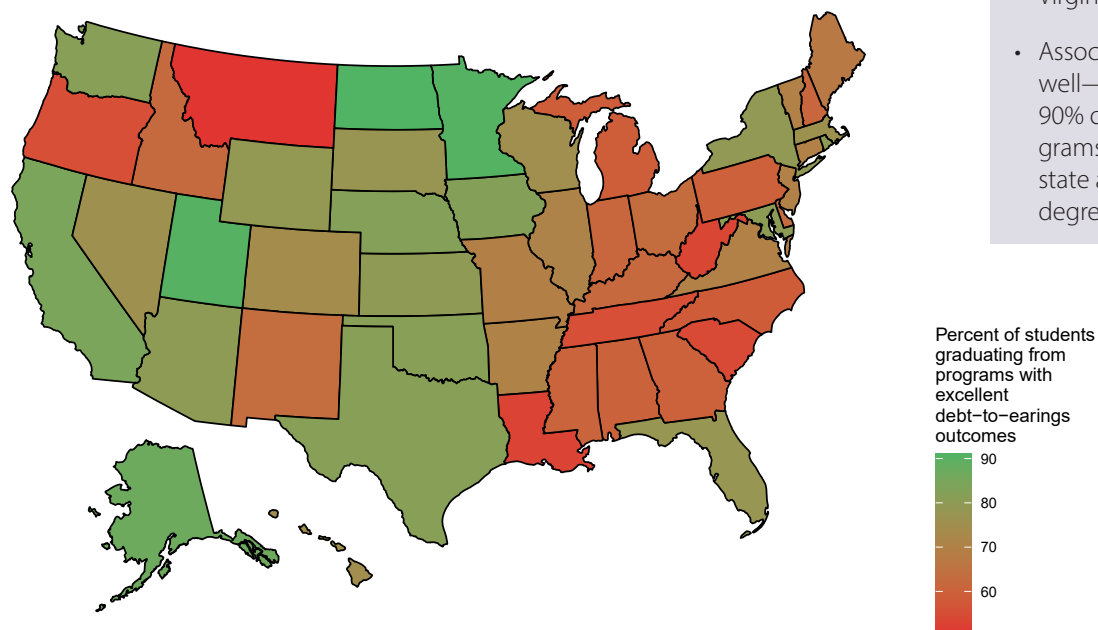 • Assoc
well—
90% o
grams
state a
degre
Percent of students
graduating from
programs with
excellent
debt−to−earings
outcomes
90
80
70
60